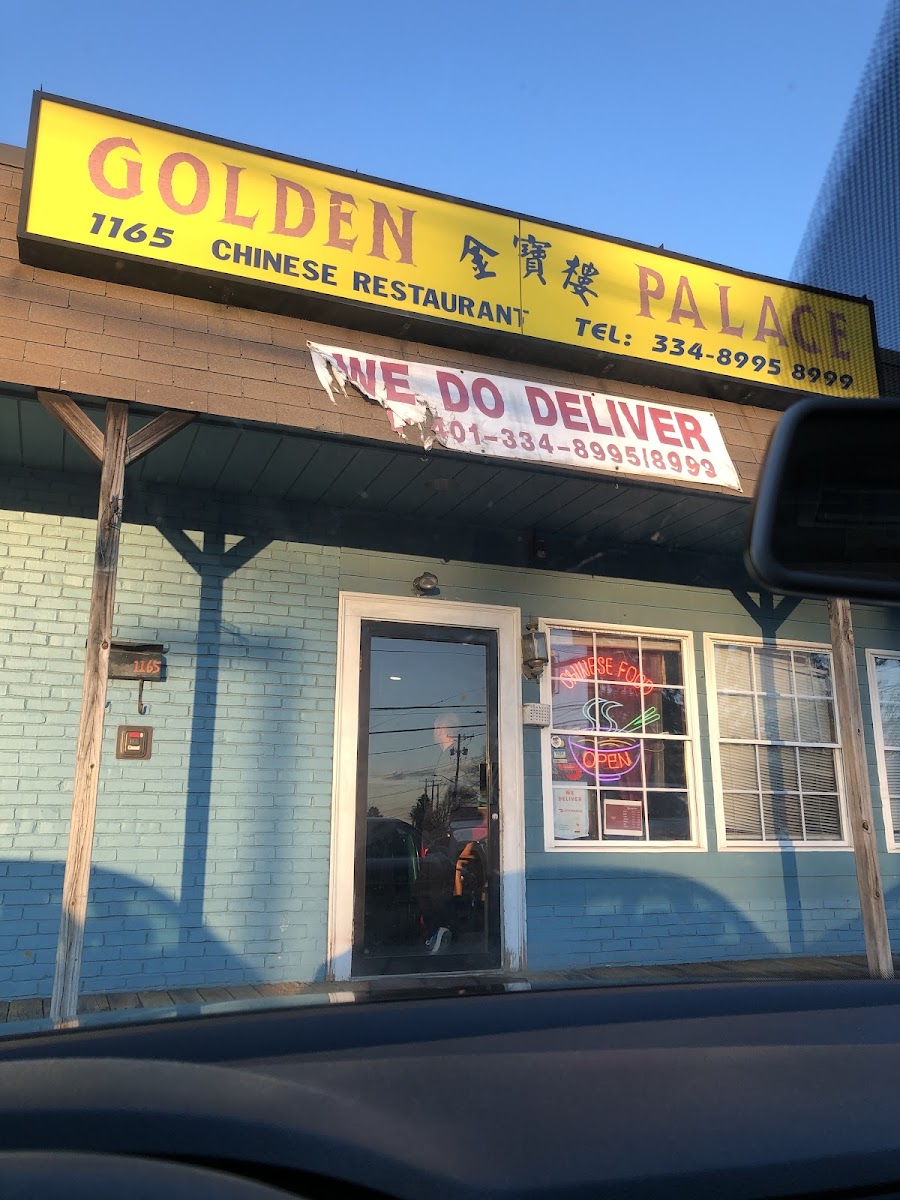 GOLDEN 金寶樓 PALACE
1165 CHINESE RESTAURANT TEL: 334-8995 8999
WE DO DELIVER
401-334-8995/8993
1165
CHINESE FOOD
OPEN
WE
DELIVER